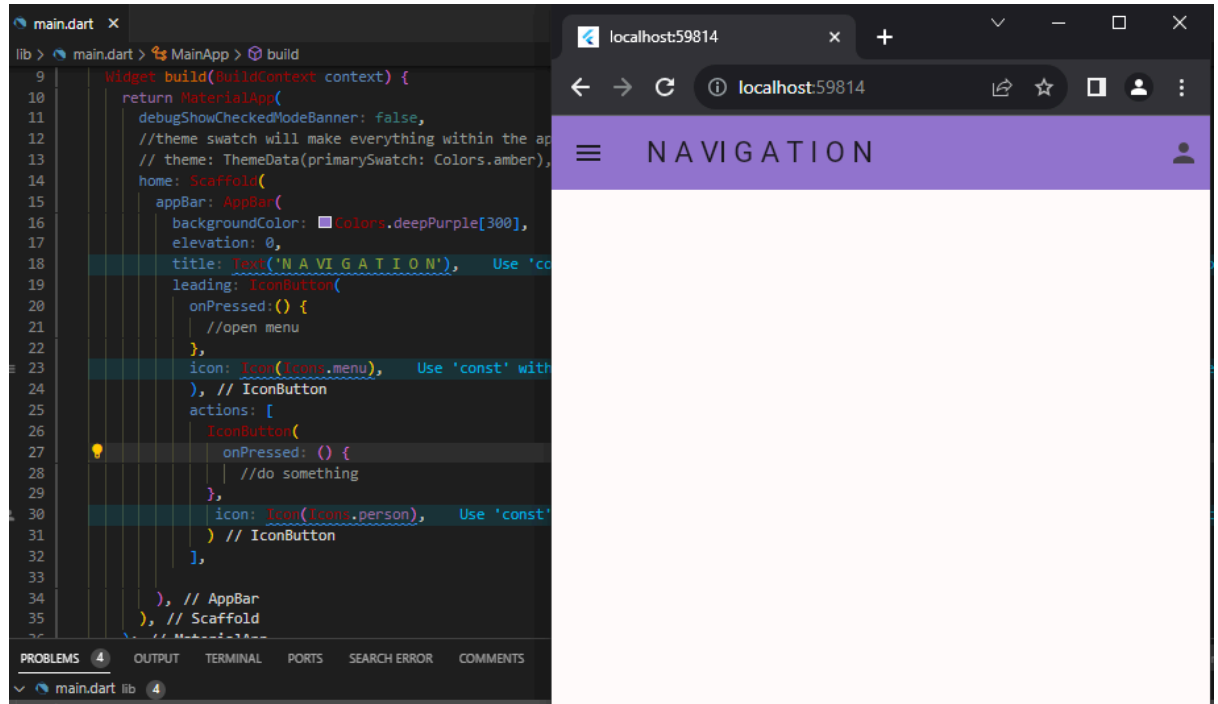 main.dart
lib > main.dart > MainApp > build
9 Widget build(BuildContext context) {
10 return MaterialApp(
11 debugShowCheckedModeBanner: false,
12 //theme swatch will make everything within the ap
13 // theme: ThemeData(primarySwatch: Colors.amber),
14 home: Scaffold(
15 appBar: AppBar(
16 backgroundColor: Colors.deepPurple[300],
17 elevation: 0,
18 title: Text('N A VI G A T I O N'), Use 'co
19 leading: IconButton(
20 onPressed:() {
21 //open menu
22 },
23 icon: Icon(Icons.menu), Use 'const' with
24 ), // IconButton
25 actions: [
26 IconButton(
27 onPressed: () {
28 //do something
29 },
30 icon: Icon(Icons.person), Use 'const'
31 ) // IconButton
32 ],
33
34 ), // AppBar
35 ), // Scaffold
36 ); // MaterialApp
PROBLEMS 4 OUTPUT TERMINAL PORTS SEARCH ERROR COMMENTS
main.dart lib 4
localhost:59814
localhost:59814
N A VI G A T I O N